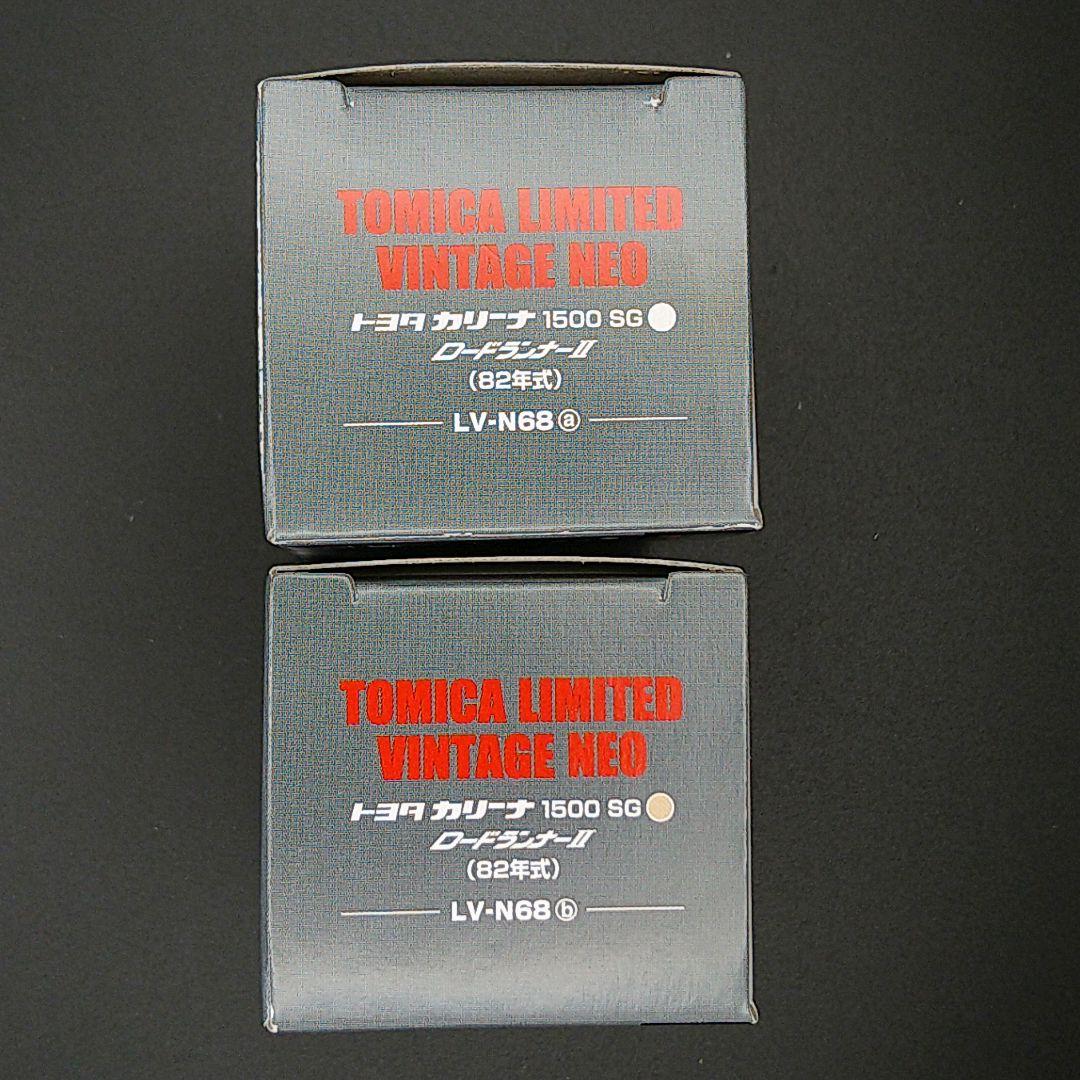 TOMICA LIMITED
VINTAGE NEO
トヨタ カリーナ 1500 SG
ロードランナーⅡ
(82年式)
LV-N68 ⓐ
TOMICA LIMITED
VINTAGE NEO
トヨタ カリーナ 1500 SG
ロードランナーⅡ
(82年式)
LV-N68 ⓑ